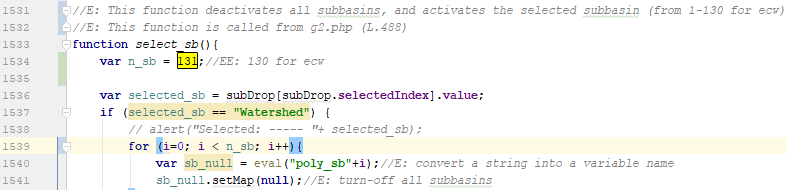 1531 //E: This function deactivates all subbasins, and activates the selected subbasin (from 1-130 for ecw)
1532 //E: This function is called from g2.php (L.488)
1533 function select_sb(){
1534 var n_sb = 131;//EE: 130 for ecw
1535
1536 var selected_sb = subDrop[subDrop.selectedIndex].value;
1537 if (selected_sb == "Watershed") {
1538 // alert("Selected: ----- "+ selected_sb);
1539 for (i=0; i < n_sb; i++){
1540 var sb_null = eval("poly_sb"+i);//E: convert a string into a variable name
1541 sb_null.setMap(null);//E: turn-off all subbasins